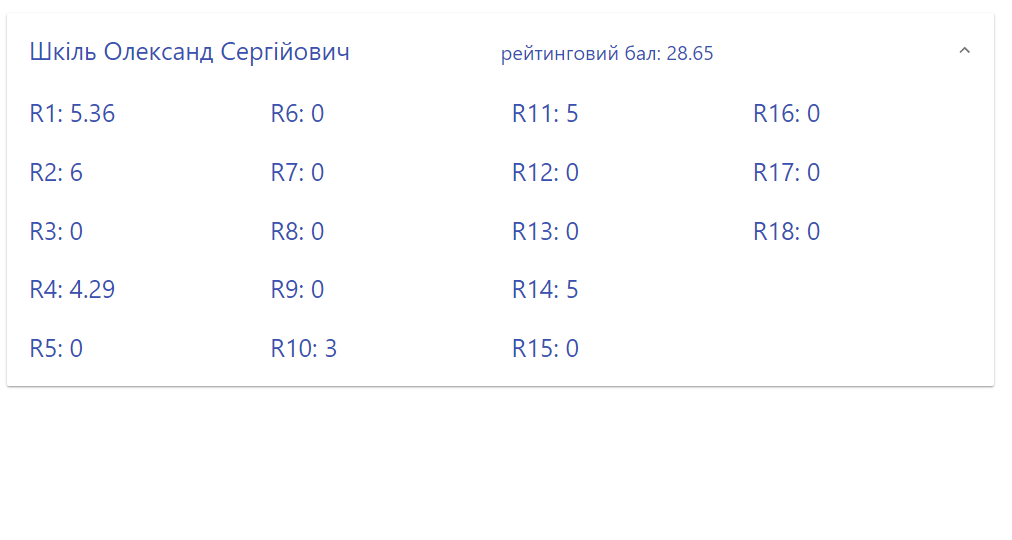 Шкіль Олександ Сергійович рейтинговий бал: 28.65
R1: 5.36 R6: 0 R11: 5 R16: 0
R2: 6 R7: 0 R12: 0 R17: 0
R3: 0 R8: 0 R13: 0 R18: 0
R4: 4.29 R9: 0 R14: 5
R5: 0 R10: 3 R15: 0